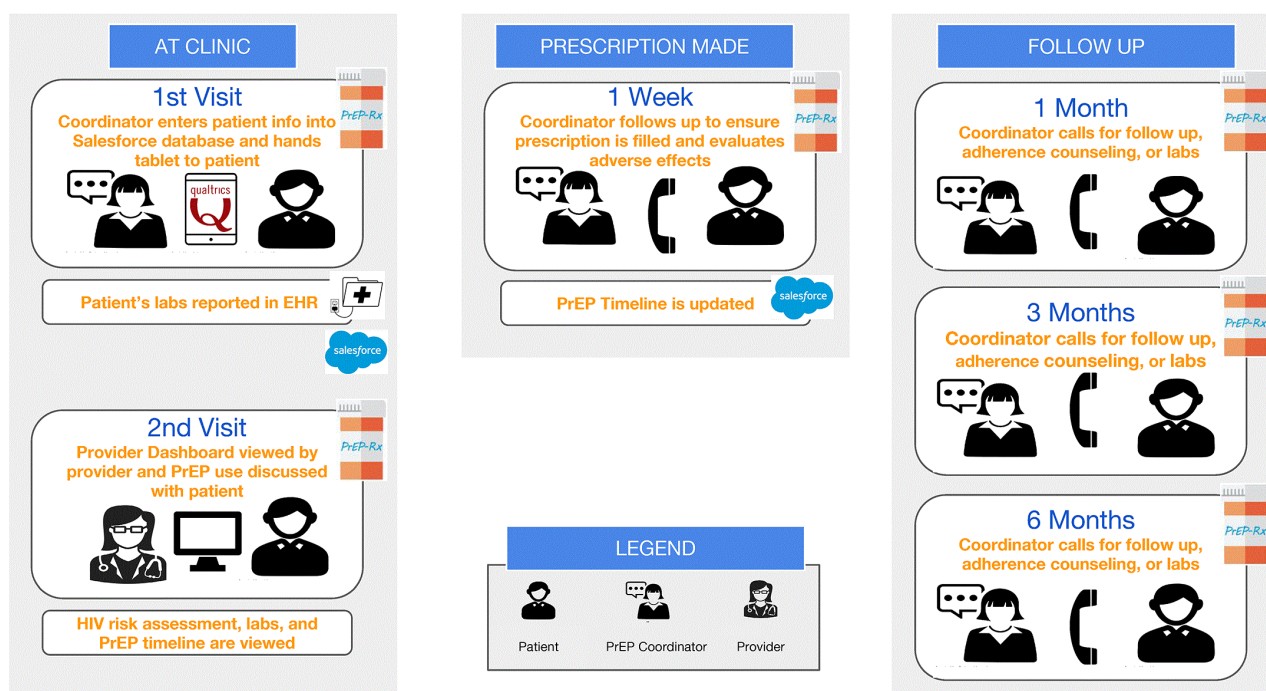 AT CLINIC
1st Visit
Coordinator enters patient info into
Salesforce database and hands
tablet to patient
PrEP-Rx
qualtrics
Q
Patient's labs reported in EHR
salesforce
2nd Visit
Provider Dashboard viewed by
provider and PrEP use discussed
with patient
PrEP-Rx
HIV risk assessment, labs, and
PrEP timeline are viewed
PRESCRIPTION MADE
1 Week
Coordinator follows up to ensure
prescription is filled and evaluates
adverse effects
PrEP-Rx
PrEP Timeline is updated
salesforce
LEGEND
Patient
PrEP Coordinator
Provider
FOLLOW UP
1 Month
Coordinator calls for follow up,
adherence counseling, or labs
PrEP-Rx
3 Months
Coordinator calls for follow up,
adherence counseling, or labs
PrEP-Rx
6 Months
Coordinator calls for follow up,
adherence counseling, or labs
PrEP-Rx